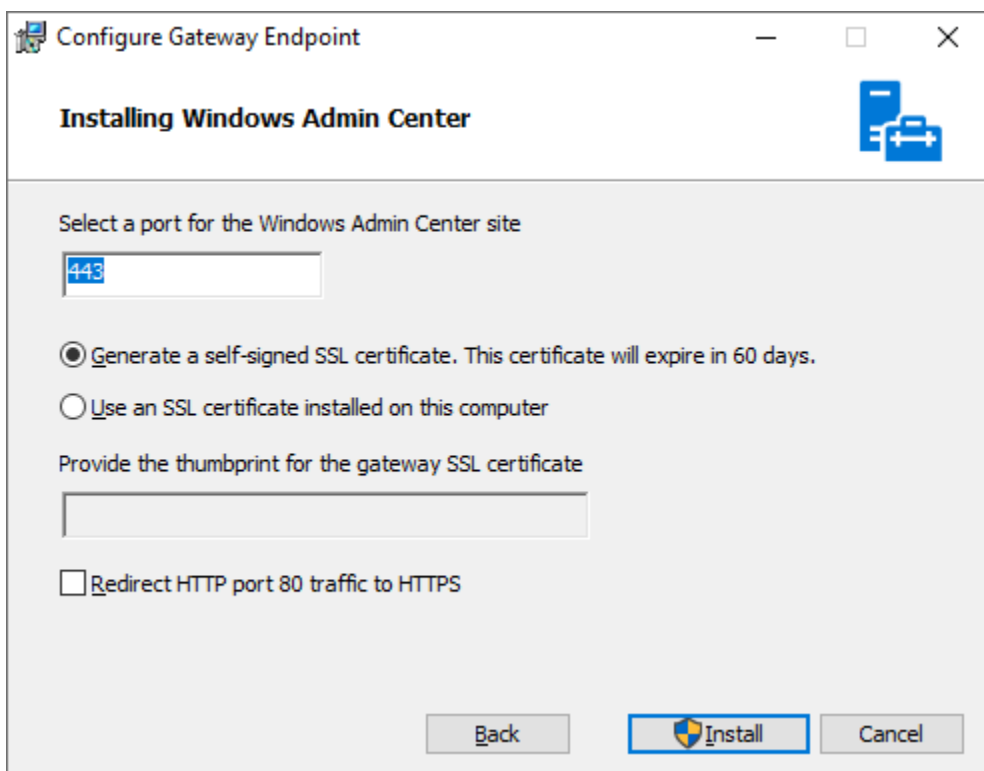 Configure Gateway Endpoint
Installing Windows Admin Center
Select a port for the Windows Admin Center site
443
Generate a self-signed SSL certificate. This certificate will expire in 60 days.
Use an SSL certificate installed on this computer
Provide the thumbprint for the gateway SSL certificate
Redirect HTTP port 80 traffic to HTTPS
Back Install Cancel